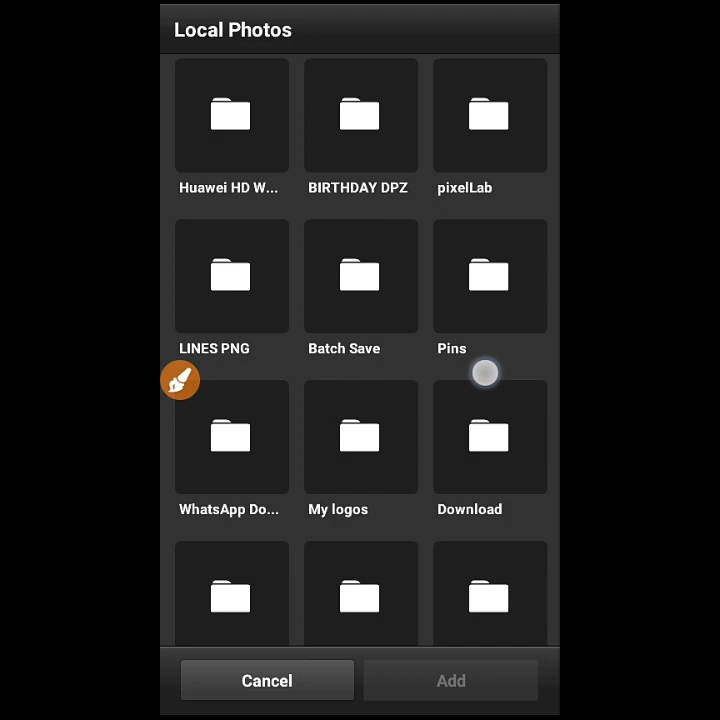 Local Photos
Huawei HD W... BIRTHDAY DPZ pixelLab
LINES PNG Batch Save Pins
WhatsApp Do... My logos Download
Cancel Add